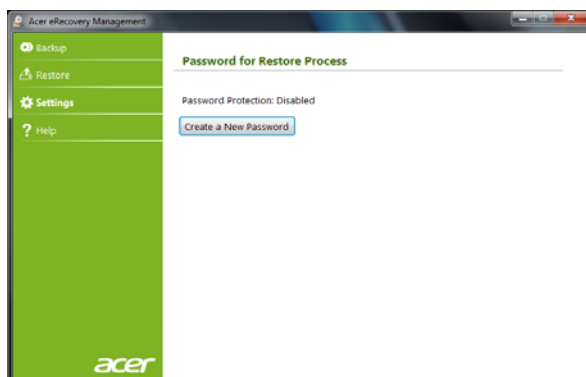 Acer eRecovery Management
Backup
Restore
Settings
Help
Password for Restore Process
Password Protection: Disabled
Create a New Password
acer